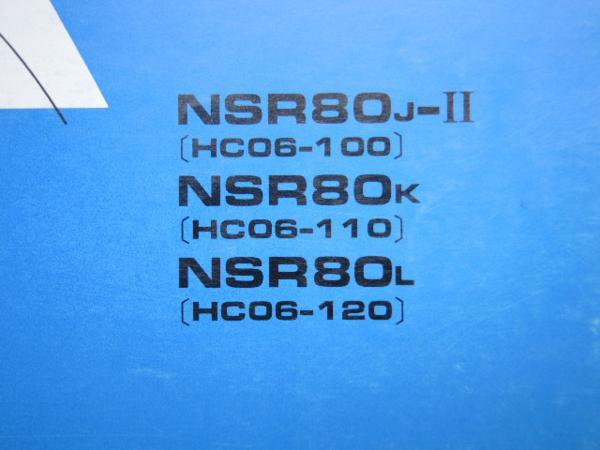 NSR80J-II
〔HC06-100〕
NSR80K
〔HC06-110〕
NSR80L
〔HC06-120〕